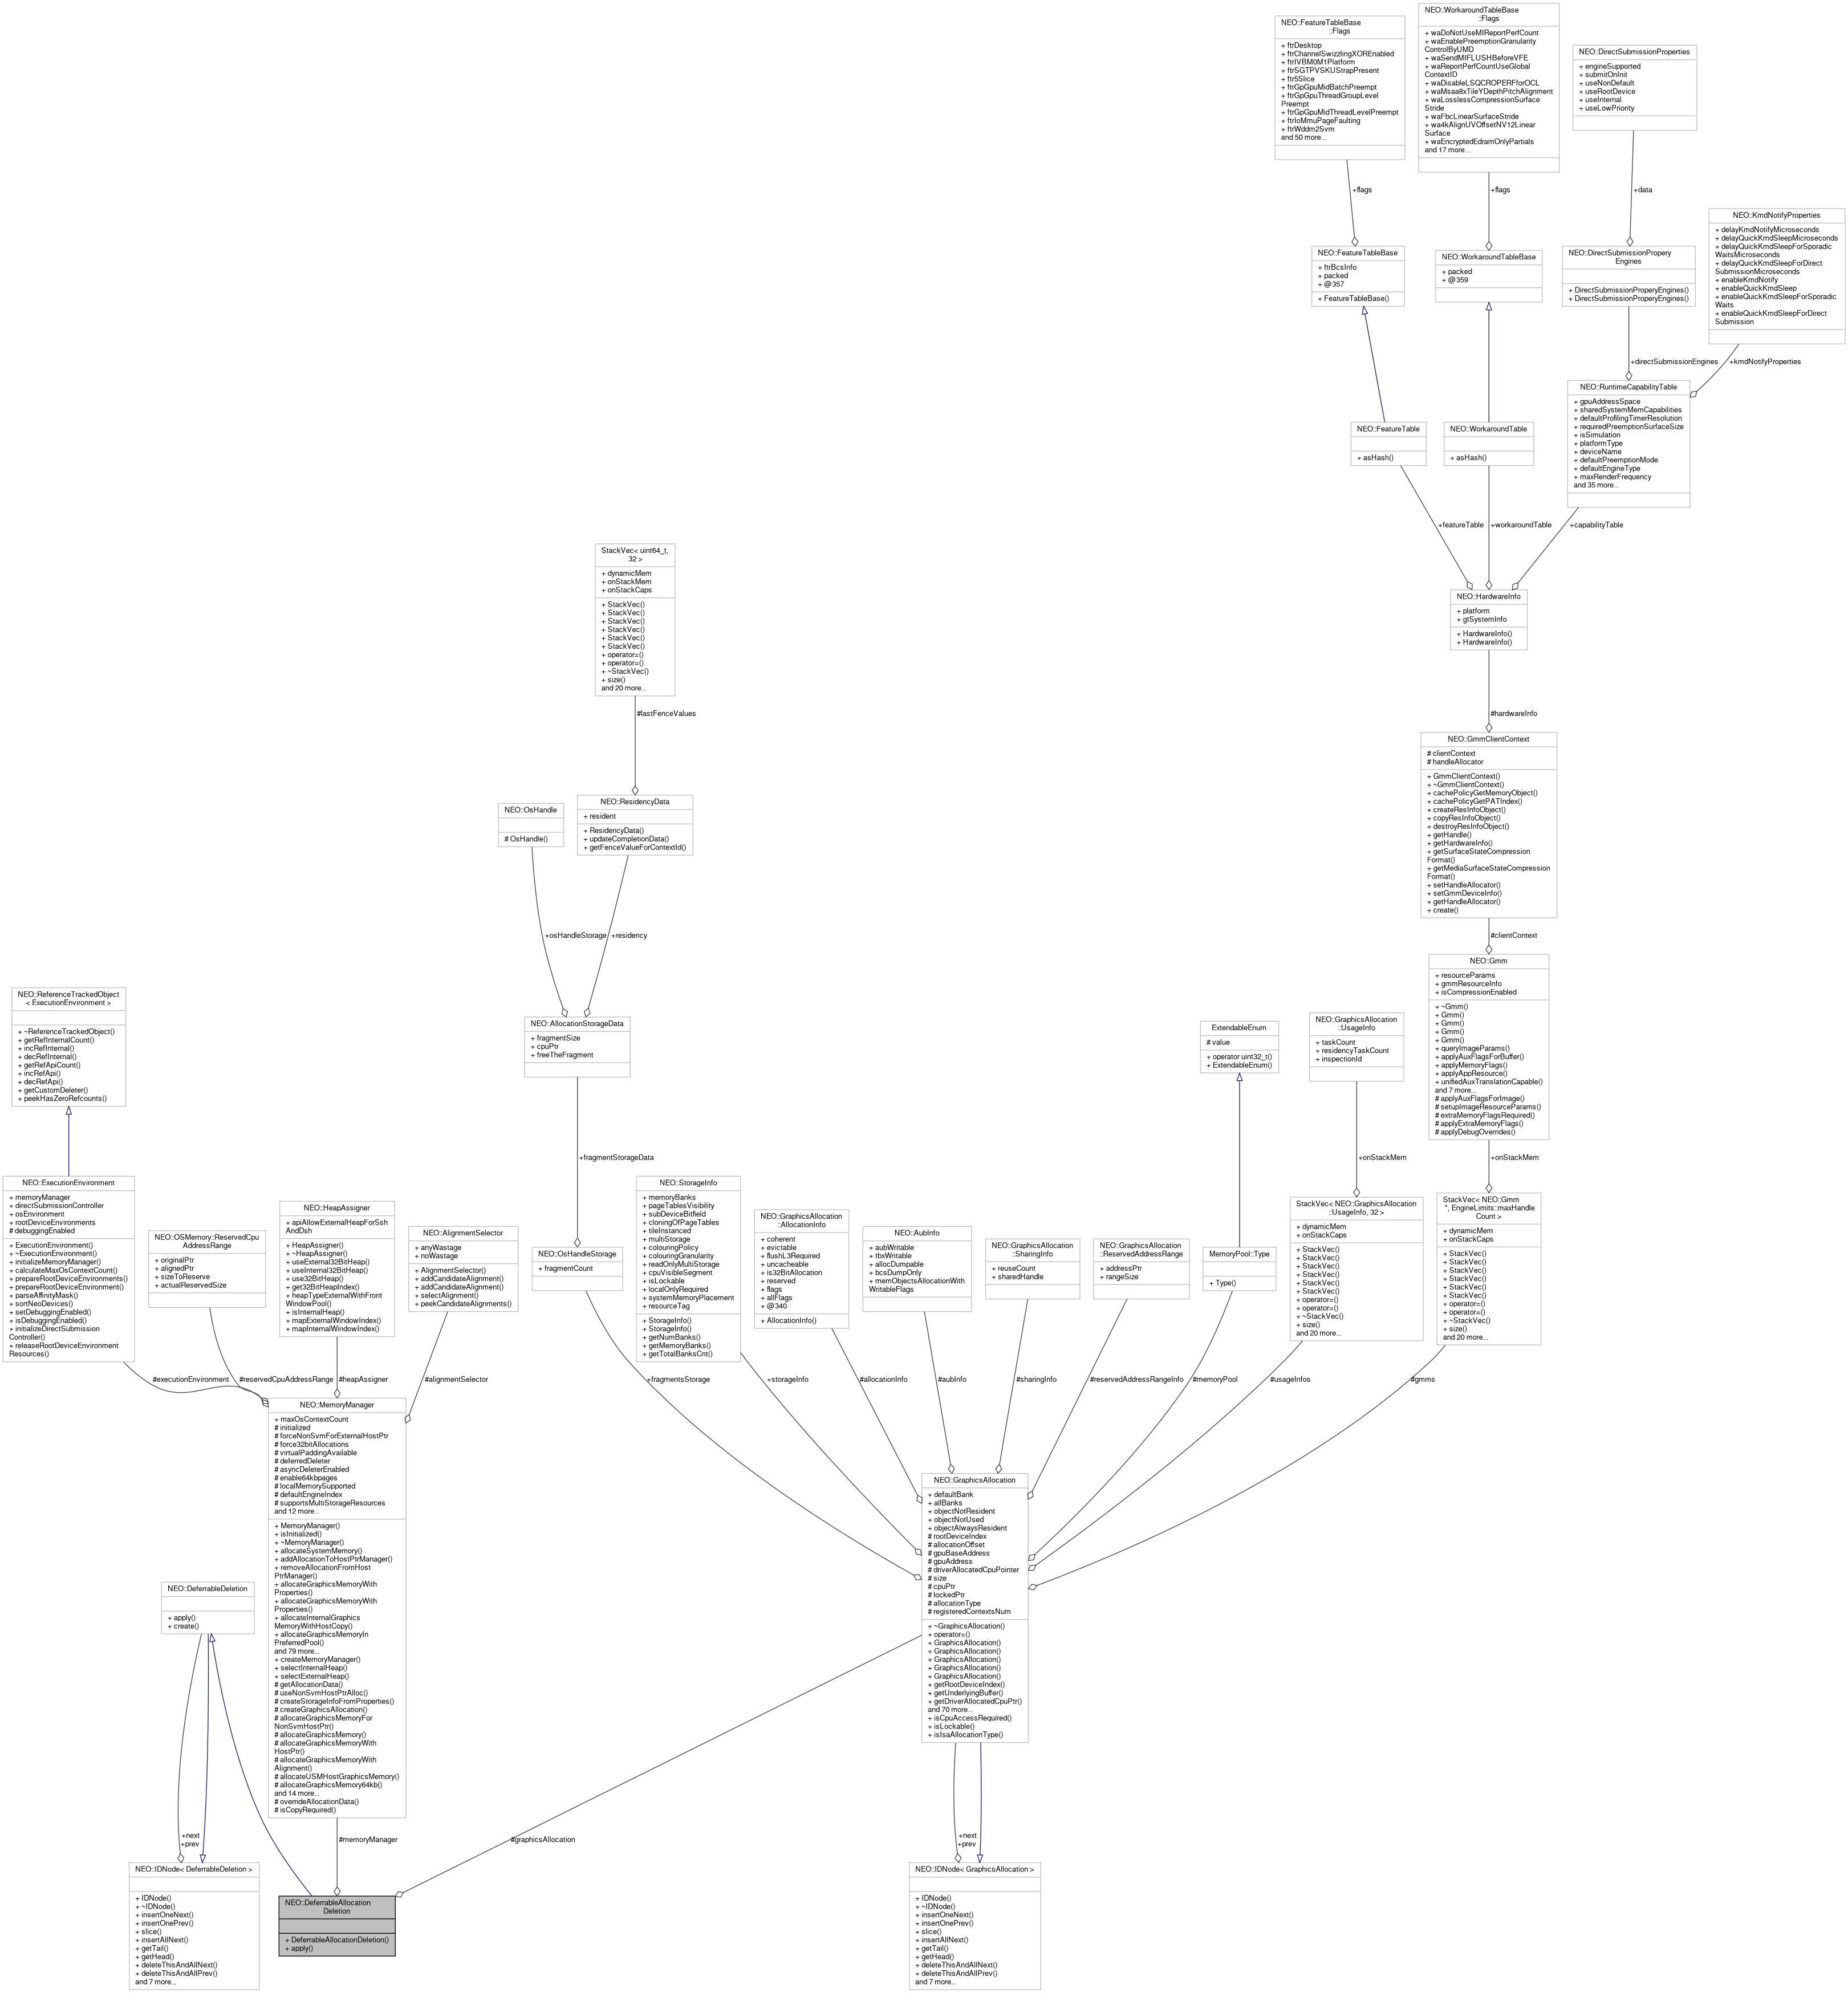 NEO::FeatureTableBase
::Flags
+ ftrDesktop
+ ftrChannelSwizzlingXOREnabled
+ ftrIVBM0M1Platform
+ ftrSGTPVSKUStrapPresent
+ ftr5Slice
+ ftrGpGpuMidBatchPreempt
+ ftrGpGpuThreadGroupLevel
Preempt
+ ftrGpGpuMidThreadLevelPreempt
+ ftrIoMmuPageFaulting
+ ftrWddm2Svm
and 50 more...
NEO::WorkaroundTableBase
::Flags
+ waDoNotUseMIReportPerfCount
+ waEnablePreemptionGranularity
ControlByUMD
+ waSendMIFLUSHBeforeVFE
+ waReportPerfCountUseGlobal
ContextID
+ waDisableLSQCROPERFforOCL
+ waMsaa8xTileYDepthPitchAlignment
+ waLosslessCompressionSurface
Stride
+ waFbcLinearSurfaceStride
+ wa4kAlignUVOffsetNV12Linear
Surface
+ waEncryptedEdramOnlyPartials
and 17 more...
NEO::DirectSubmissionProperties
+ engineSupported
+ submitOnInit
+ useNonDefault
+ useRootDevice
+ useInternal
+ useLowPriority
+flags
+flags
+data
NEO::KmdNotifyProperties
+ delayKmdNotifyMicroseconds
+ delayQuickKmdSleepMicroseconds
+ delayQuickKmdSleepForSporadic
WaitsMicroseconds
+ delayQuickKmdSleepForDirect
SubmissionMicroseconds
+ enableKmdNotify
+ enableQuickKmdSleep
+ enableQuickKmdSleepForSporadic
Waits
+ enableQuickKmdSleepForDirect
Submission
NEO::FeatureTableBase
+ ftrBcsInfo
+ packed
+ @357
+ FeatureTableBase()
NEO::WorkaroundTableBase
+ packed
+ @359
NEO::DirectSubmissionPropery
Engines
+ DirectSubmissionProperyEngines()
+ DirectSubmissionProperyEngines()
+directSubmissionEngines
+kmdNotifyProperties
NEO::FeatureTable
+ asHash()
NEO::WorkaroundTable
+ asHash()
NEO::RuntimeCapabilityTable
+ gpuAddressSpace
+ sharedSystemMemCapabilities
+ defaultProfilingTimerResolution
+ requiredPreemptionSurfaceSize
+ isSimulation
+ platformType
+ deviceName
+ defaultPreemptionMode
+ defaultEngineType
+ maxRenderFrequency
and 35 more...
+featureTable
+workaroundTable
+capabilityTable
StackVec< uint64_t,
32 >
+ dynamicMem
+ onStackMem
+ onStackCaps
+ StackVec()
+ StackVec()
+ StackVec()
+ StackVec()
+ StackVec()
+ StackVec()
+ operator=()
+ operator=()
+ ~StackVec()
+ size()
and 20 more...
NEO::HardwareInfo
+ platform
+ gtSystemInfo
+ HardwareInfo()
+ HardwareInfo()
#lastFenceValues
#hardwareInfo
NEO::OsHandle
# OsHandle()
NEO::ResidencyData
+ resident
+ ResidencyData()
+ updateCompletionData()
+ getFenceValueForContextId()
NEO::GmmClientContext
# clientContext
# handleAllocator
+ GmmClientContext()
+ ~GmmClientContext()
+ cachePolicyGetMemoryObject()
+ cachePolicyGetPATIndex()
+ createResInfoObject()
+ copyResInfoObject()
+ destroyResInfoObject()
+ getHandle()
+ getHardwareInfo()
+ getSurfaceStateCompression
Format()
+ getMediaSurfaceStateCompression
Format()
+ setHandleAllocator()
+ setGmmDeviceInfo()
+ getHandleAllocator()
+ create()
+osHandleStorage
+residency
#clientContext
NEO::ReferenceTrackedObject
< ExecutionEnvironment >
+ ~ReferenceTrackedObject()
+ getRefInternalCount()
+ incRefInternal()
+ decRefInternal()
+ getRefApiCount()
+ incRefApi()
+ decRefApi()
+ getCustomDeleter()
+ peekHasZeroRefcounts()
NEO::AllocationStorageData
+ fragmentSize
+ cpuPtr
+ freeTheFragment
ExtendableEnum
# value
+ operator uint32_t()
+ ExtendableEnum()
NEO::GraphicsAllocation
::UsageInfo
+ taskCount
+ residencyTaskCount
+ inspectionId
NEO::Gmm
+ resourceParams
+ gmmResourceInfo
+ isCompressionEnabled
+ ~Gmm()
+ Gmm()
+ Gmm()
+ Gmm()
+ Gmm()
+ queryImageParams()
+ applyAuxFlagsForBuffer()
+ applyMemoryFlags()
+ applyAppResource()
+ unifiedAuxTranslationCapable()
and 7 more...
# applyAuxFlagsForImage()
# setupImageResourceParams()
# extraMemoryFlagsRequired()
# applyExtraMemoryFlags()
# applyDebugOverrides()
+fragmentStorageData
+onStackMem
+onStackMem
NEO::ExecutionEnvironment
+ memoryManager
+ directSubmissionController
+ osEnvironment
+ rootDeviceEnvironments
# debuggingEnabled
+ ExecutionEnvironment()
+ ~ExecutionEnvironment()
+ initializeMemoryManager()
+ calculateMaxOsContextCount()
+ prepareRootDeviceEnvironments()
+ prepareRootDeviceEnvironment()
+ parseAffinityMask()
+ sortNeoDevices()
+ setDebuggingEnabled()
+ isDebuggingEnabled()
+ initializeDirectSubmission
Controller()
+ releaseRootDeviceEnvironment
Resources()
NEO::OSMemory::ReservedCpu
AddressRange
+ originalPtr
+ alignedPtr
+ sizeToReserve
+ actualReservedSize
NEO::HeapAssigner
+ apiAllowExternalHeapForSsh
AndDsh
+ HeapAssigner()
+ ~HeapAssigner()
+ useExternal32BitHeap()
+ useInternal32BitHeap()
+ use32BitHeap()
+ get32BitHeapIndex()
+ heapTypeExternalWithFront
WindowPool()
+ isInternalHeap()
+ mapExternalWindowIndex()
+ mapInternalWindowIndex()
NEO::AlignmentSelector
+ anyWastage
+ noWastage
+ AlignmentSelector()
+ addCandidateAlignment()
+ addCandidateAlignment()
+ selectAlignment()
+ peekCandidateAlignments()
NEO::OsHandleStorage
+ fragmentCount
NEO::StorageInfo
+ memoryBanks
+ pageTablesVisibility
+ subDeviceBitfield
+ cloningOfPageTables
+ tileInstanced
+ multiStorage
+ colouringPolicy
+ colouringGranularity
+ readOnlyMultiStorage
+ cpuVisibleSegment
+ isLockable
+ localOnlyRequired
+ systemMemoryPlacement
+ resourceTag
+ StorageInfo()
+ StorageInfo()
+ getNumBanks()
+ getMemoryBanks()
+ getTotalBanksCnt()
NEO::GraphicsAllocation
::AllocationInfo
+ coherent
+ evictable
+ flushL3Required
+ uncacheable
+ is32BitAllocation
+ reserved
+ flags
+ allFlags
+ @340
+ AllocationInfo()
NEO::AubInfo
+ aubWritable
+ tbxWritable
+ allocDumpable
+ bcsDumpOnly
+ memObjectsAllocationWith
WritableFlags
NEO::GraphicsAllocation
::SharingInfo
+ reuseCount
+ sharedHandle
NEO::GraphicsAllocation
::ReservedAddressRange
+ addressPtr
+ rangeSize
MemoryPool::Type
+ Type()
StackVec< NEO::GraphicsAllocation
::UsageInfo, 32 >
+ dynamicMem
+ onStackCaps
+ StackVec()
+ StackVec()
+ StackVec()
+ StackVec()
+ StackVec()
+ StackVec()
+ operator=()
+ operator=()
+ ~StackVec()
+ size()
and 20 more...
StackVec< NEO::Gmm
*, EngineLimits::maxHandle
Count >
+ dynamicMem
+ onStackCaps
+ StackVec()
+ StackVec()
+ StackVec()
+ StackVec()
+ StackVec()
+ StackVec()
+ operator=()
+ operator=()
+ ~StackVec()
+ size()
and 20 more...
#executionEnvironment
#reservedCpuAddressRange
#heapAssigner
#alignmentSelector
+fragmentsStorage
+storageInfo
#allocationInfo
#aubInfo
#sharingInfo
#reservedAddressRangeInfo
#memoryPool
#usageInfos
#gmms
NEO::MemoryManager
+ maxOsContextCount
# initialized
# forceNonSvmForExternalHostPtr
# force32bitAllocations
# virtualPaddingAvailable
# deferredDeleter
# asyncDeleterEnabled
# enable64kbpages
# localMemorySupported
# defaultEngineIndex
# supportsMultiStorageResources
and 12 more...
+ MemoryManager()
+ isInitialized()
+ ~MemoryManager()
+ allocateSystemMemory()
+ addAllocationToHostPtrManager()
+ removeAllocationFromHost
PtrManager()
+ allocateGraphicsMemoryWith
Properties()
+ allocateGraphicsMemoryWith
Properties()
+ allocateInternalGraphics
MemoryWithHostCopy()
+ allocateGraphicsMemoryIn
PreferredPool()
and 79 more...
+ createMemoryManager()
+ selectInternalHeap()
+ selectExternalHeap()
# getAllocationData()
# useNonSvmHostPtrAlloc()
# createStorageInfoFromProperties()
# createGraphicsAllocation()
# allocateGraphicsMemoryFor
NonSvmHostPtr()
# allocateGraphicsMemory()
# allocateGraphicsMemoryWith
HostPtr()
# allocateGraphicsMemoryWith
Alignment()
# allocateUSMHostGraphicsMemory()
# allocateGraphicsMemory64kb()
and 14 more...
# overrideAllocationData()
# isCopyRequired()
NEO::GraphicsAllocation
+ defaultBank
+ allBanks
+ objectNotResident
+ objectNotUsed
+ objectAlwaysResident
# rootDeviceIndex
# allocationOffset
# gpuBaseAddress
# gpuAddress
# driverAllocatedCpuPointer
# size
# cpuPtr
# lockedPtr
# allocationType
# registeredContextsNum
+ ~GraphicsAllocation()
+ operator=()
+ GraphicsAllocation()
+ GraphicsAllocation()
+ GraphicsAllocation()
+ GraphicsAllocation()
+ GraphicsAllocation()
+ getRootDeviceIndex()
+ getUnderlyingBuffer()
+ getDriverAllocatedCpuPtr()
and 70 more...
+ isCpuAccessRequired()
+ isLockable()
+ isIsaAllocationType()
NEO::DeferrableDeletion
+ apply()
+ create()
+next
+prev
#memoryManager
#graphicsAllocation
+next
+prev
NEO::IDNode< DeferrableDeletion >
+ IDNode()
+ ~IDNode()
+ insertOneNext()
+ insertOnePrev()
+ slice()
+ insertAllNext()
+ getTail()
+ getHead()
+ deleteThisAndAllNext()
+ deleteThisAndAllPrev()
and 7 more...
NEO::DeferrableAllocation
Deletion
+ DeferrableAllocationDeletion()
+ apply()
NEO::IDNode< GraphicsAllocation >
+ IDNode()
+ ~IDNode()
+ insertOneNext()
+ insertOnePrev()
+ slice()
+ insertAllNext()
+ getTail()
+ getHead()
+ deleteThisAndAllNext()
+ deleteThisAndAllPrev()
and 7 more...